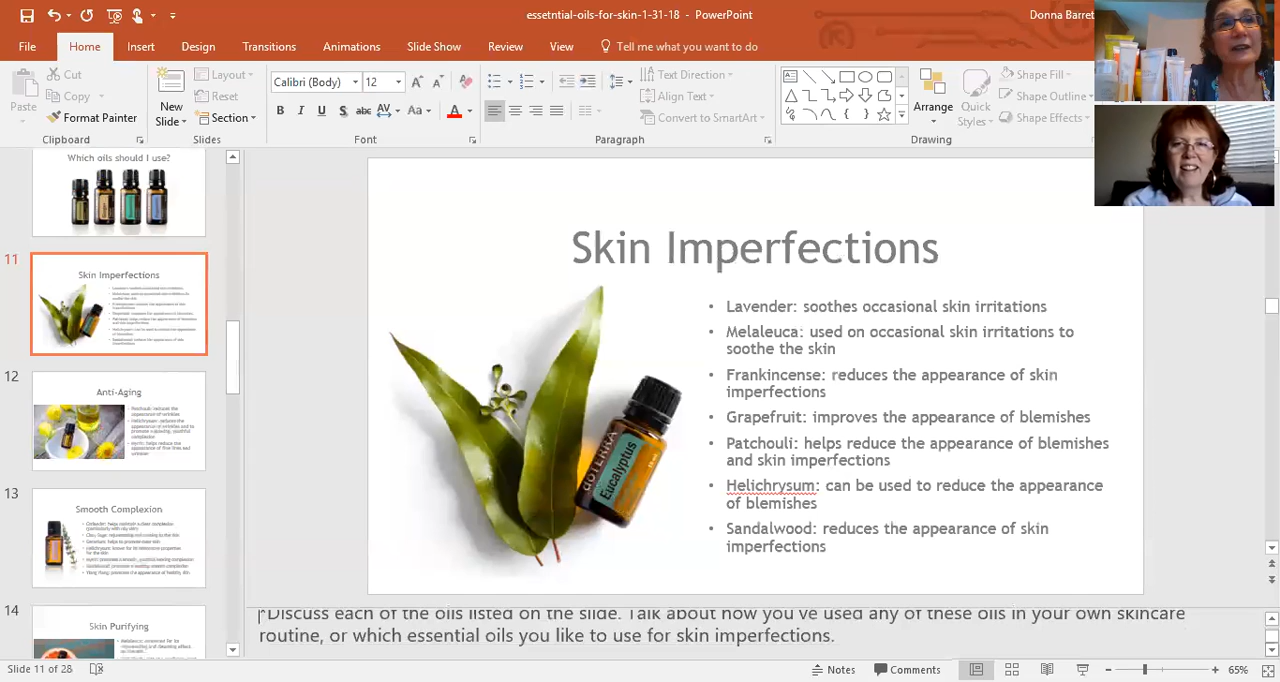 essetntial-oils-for-skin-1-31-18 - PowerPoint
Donna Barret
File
Home
Insert
Design
Transitions
Animations
Slide Show
Review
View
Tell me what you want to do
Paste
Cut
Copy
Format Painter
Clipboard
New
Slide
Layout
Reset
Section
Slides
Calibri (Body)
12
B I U S abc AV Aa A
Font
Text Direction
Align Text
Convert to SmartArt
Paragraph
Arrange
Quick
Styles
Shape Fill
Shape Outline
Shape Effects
Drawing
Which oils should I use?
11
Skin Imperfections
12
Anti-Aging
13
Smooth Complexion
14
Skin Purifying
Skin Imperfections
dōTERRA
Eucalyptus
• Lavender: soothes occasional skin irritations
• Melaleuca: used on occasional skin irritations to
soothe the skin
• Frankincense: reduces the appearance of skin
imperfections
• Grapefruit: improves the appearance of blemishes
• Patchouli: helps reduce the appearance of blemishes
and skin imperfections
• Helichrysum: can be used to reduce the appearance
of blemishes
• Sandalwood: reduces the appearance of skin
imperfections
*Discuss each of the oils listed on the slide. Talk about how you've used any of these oils in your own skincare
routine, or which essential oils you like to use for skin imperfections.
Slide 11 of 28
Notes
Comments
65%